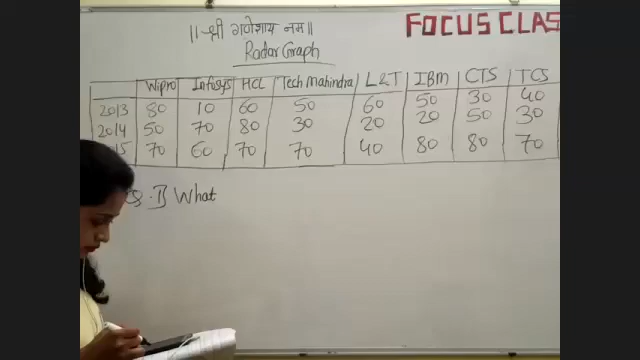 ||श्री गणेशाय नम||
FOCUS CLAS
Radar Graph
Wipro Infosys HCL Tech Mahindra L&T IBm CTS TCS
2013 80 10 60 50 60 50 30 40
2014 50 70 80 30 20 20 50 30
15 70 60 70 70 40 80 80 70
Q.1) What